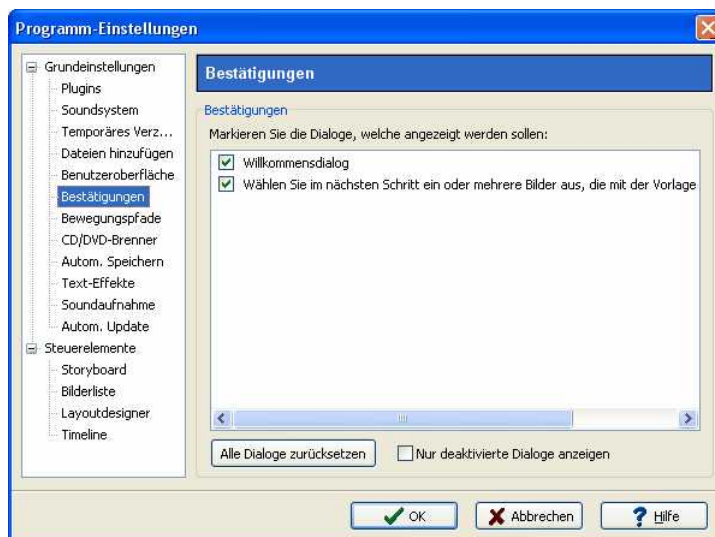 Programm-Einstellungen
Grundeinstellungen
Plugins
Soundsystem
Temporäres Verz...
Dateien hinzufügen
Benutzeroberfläche
Bestätigungen
Bewegungspfade
CD/DVD-Brenner
Autom. Speichern
Text-Effekte
Soundaufnahme
Autom. Update
Steuerelemente
Storyboard
Bilderliste
Layoutdesigner
Timeline
Bestätigungen
Bestätigungen
Markieren Sie die Dialoge, welche angezeigt werden sollen:
Willkommensdialog
Wählen Sie im nächsten Schritt ein oder mehrere Bilder aus, die mit der Vorlage
Alle Dialoge zurücksetzen
Nur deaktivierte Dialoge anzeigen
OK
Abbrechen
Hilfe